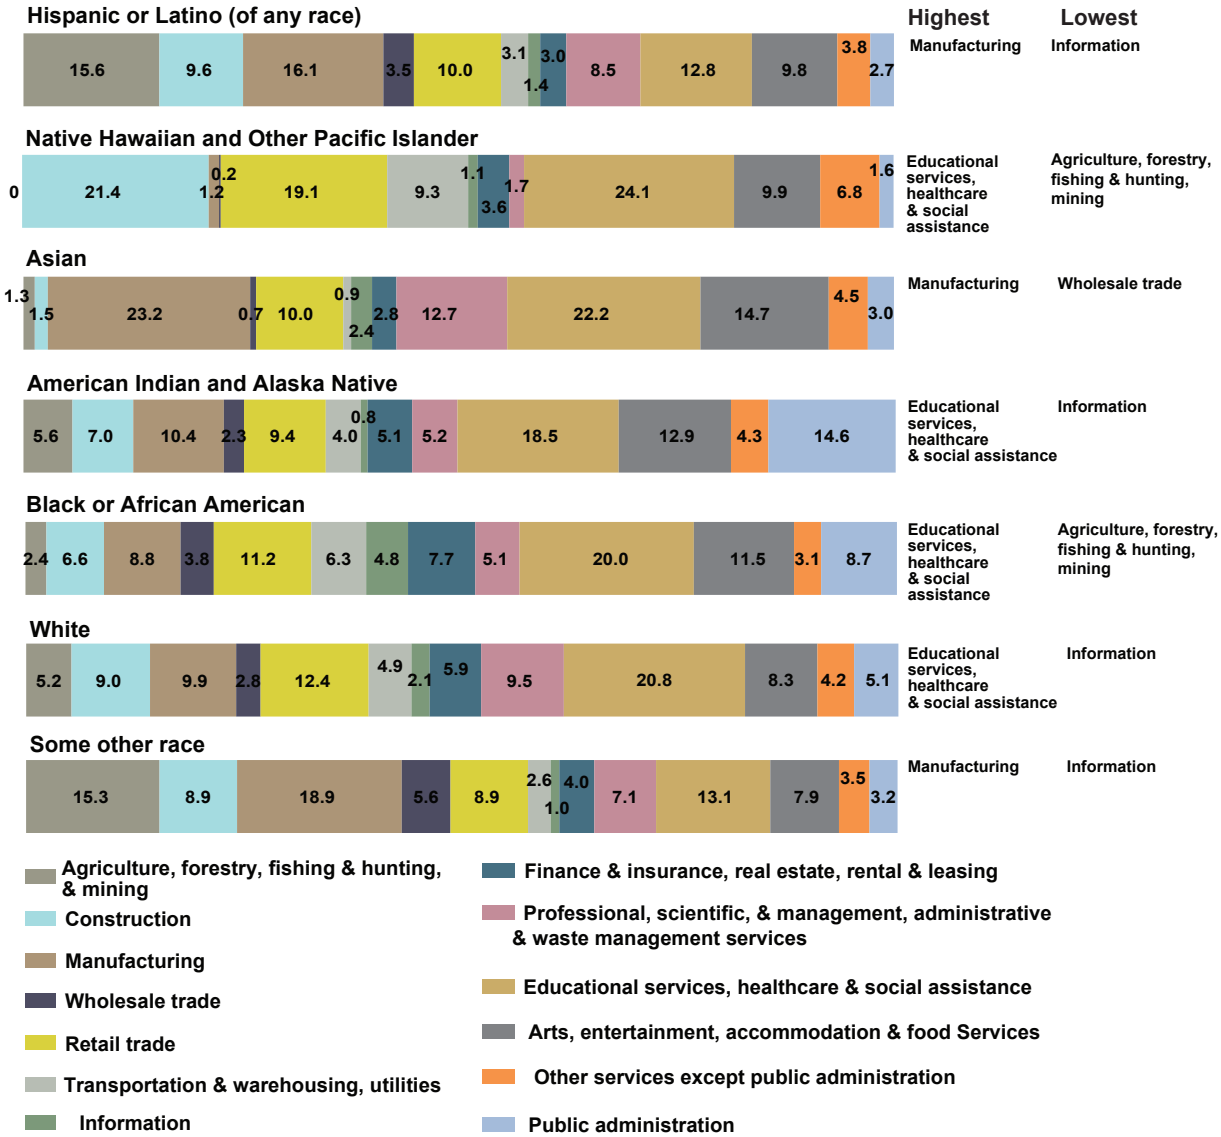 Hispanic or Latino (of any race)
Highest Lowest
15.6 9.6 16.1 3.5 10.0 3.1 1.4 3.0 8.5 12.8 9.8 3.8 2.7
Manufacturing Information
Native Hawaiian and Other Pacific Islander
0 21.4 1.2 0.2 19.1 9.3 1.1 3.6 1.7 24.1 9.9 6.8 1.6
Educational
services,
healthcare
& social
assistance
Agriculture, forestry,
fishing & hunting,
mining
Asian
1.3 1.5 23.2 0.7 10.0 0.9 2.4 2.8 12.7 22.2 14.7 4.5 3.0
Manufacturing Wholesale trade
American Indian and Alaska Native
5.6 7.0 10.4 2.3 9.4 4.0 0.8 5.1 5.2 18.5 12.9 4.3 14.6
Educational
services,
healthcare
& social assistance
Information
Black or African American
2.4 6.6 8.8 3.8 11.2 6.3 4.8 7.7 5.1 20.0 11.5 3.1 8.7
Educational
services,
healthcare
& social
assistance
Agriculture, forestry,
fishing & hunting,
mining
White
5.2 9.0 9.9 2.8 12.4 4.9 2.1 5.9 9.5 20.8 8.3 4.2 5.1
Educational
services,
healthcare
& social assistance
Information
Some other race
15.3 8.9 18.9 5.6 8.9 2.6 1.0 4.0 7.1 13.1 7.9 3.5 3.2
Manufacturing Information
Agriculture, forestry, fishing & hunting,
& mining
Construction
Manufacturing
Wholesale trade
Retail trade
Transportation & warehousing, utilities
Information
Finance & insurance, real estate, rental & leasing
Professional, scientific, & management, administrative
& waste management services
Educational services, healthcare & social assistance
Arts, entertainment, accommodation & food Services
Other services except public administration
Public administration